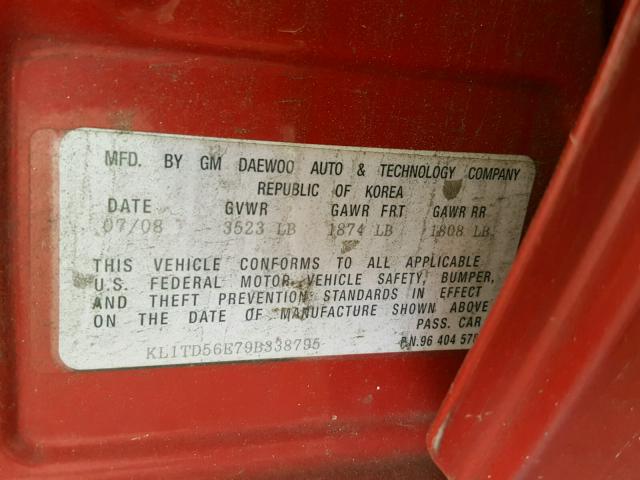 MFD. BY GM DAEWOO AUTO & TECHNOLOGY COMPANY
REPUBLIC OF KOREA
DATE GVWR GAWR FRT GAWR RR
07/08 3523 LB 1874 LB 1808 LB
THIS VEHICLE CONFORMS TO ALL APPLICABLE
U.S. FEDERAL MOTOR VEHICLE SAFETY, BUMPER,
AND THEFT PREVENTION STANDARDS IN EFFECT
ON THE DATE OF MANUFACTURE SHOWN ABOVE
PASS. CAR
KL1TD56E79B338795 P.N.96 404